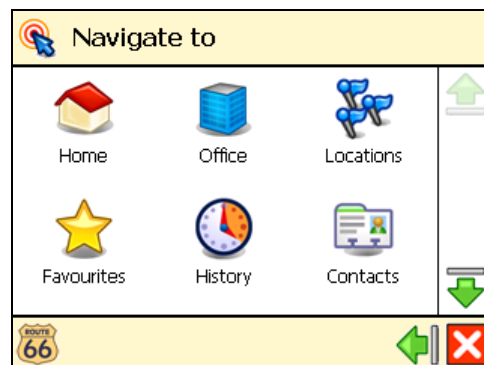 Navigate to
Home Office Locations
Favourites History Contacts
ROUTE
66